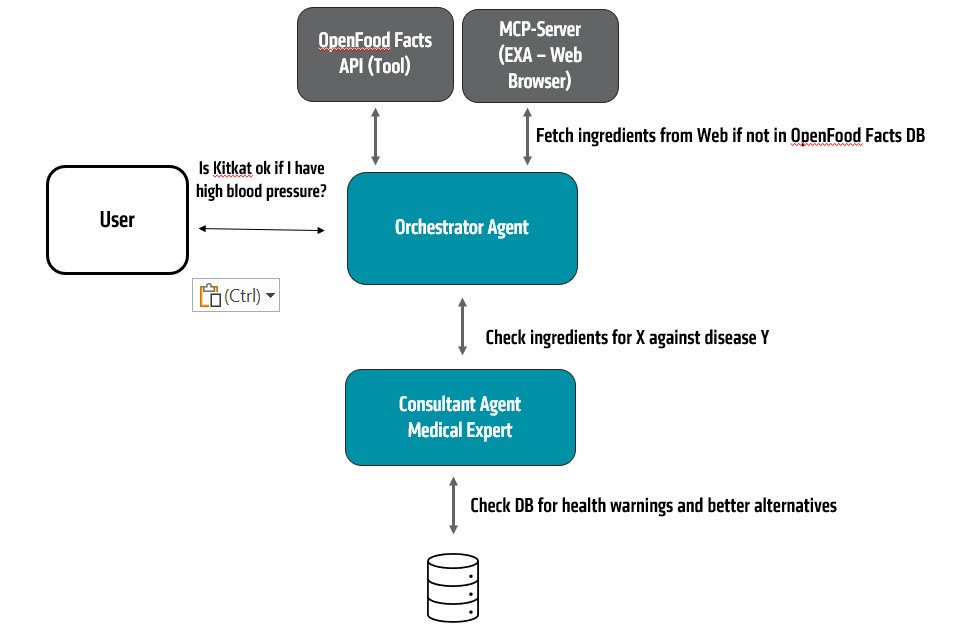 OpenFood Facts
API (Tool)
MCP-Server
(EXA – Web
Browser)
Fetch ingredients from Web if not in OpenFood Facts DB
Is Kitkat ok if I have
high blood pressure?
User
Orchestrator Agent
(Ctrl)
Check ingredients for X against disease Y
Consultant Agent
Medical Expert
Check DB for health warnings and better alternatives